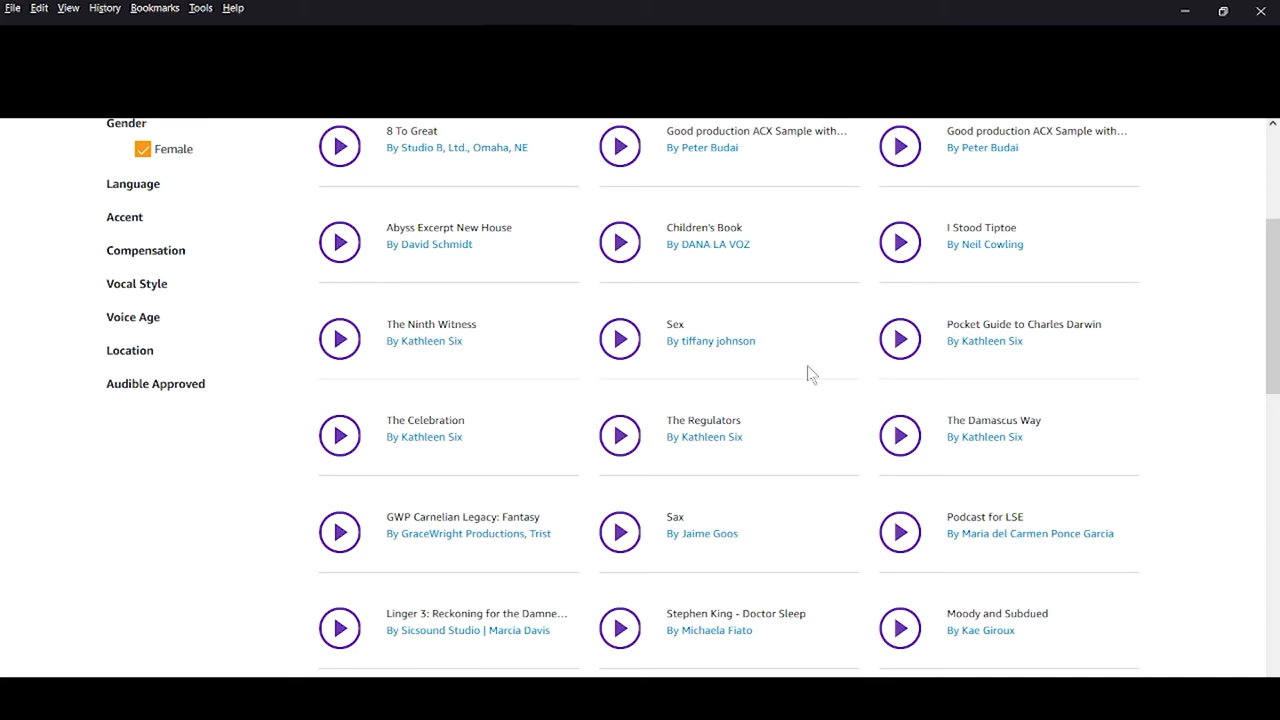 File Edit View History Bookmarks Tools Help
Gender
Female
Language
Accent
Compensation
Vocal Style
Voice Age
Location
Audible Approved
8 To Great
By Studio B, Ltd., Omaha, NE
Good production ACX Sample with...
By Peter Budai
Good production ACX Sample with...
By Peter Budai
Abyss Excerpt New House
By David Schmidt
Children's Book
By DANA LA VOZ
I Stood Tiptoe
By Neil Cowling
The Ninth Witness
By Kathleen Six
Sex
By tiffany johnson
Pocket Guide to Charles Darwin
By Kathleen Six
The Celebration
By Kathleen Six
The Regulators
By Kathleen Six
The Damascus Way
By Kathleen Six
GWP Carnelian Legacy: Fantasy
By GraceWright Productions, Trist
Sax
By Jaime Goos
Podcast for LSE
By Maria del Carmen Ponce Garcia
Linger 3: Reckoning for the Damne...
By Sicsound Studio | Marcia Davis
Stephen King - Doctor Sleep
By Michaela Fiato
Moody and Subdued
By Kae Giroux